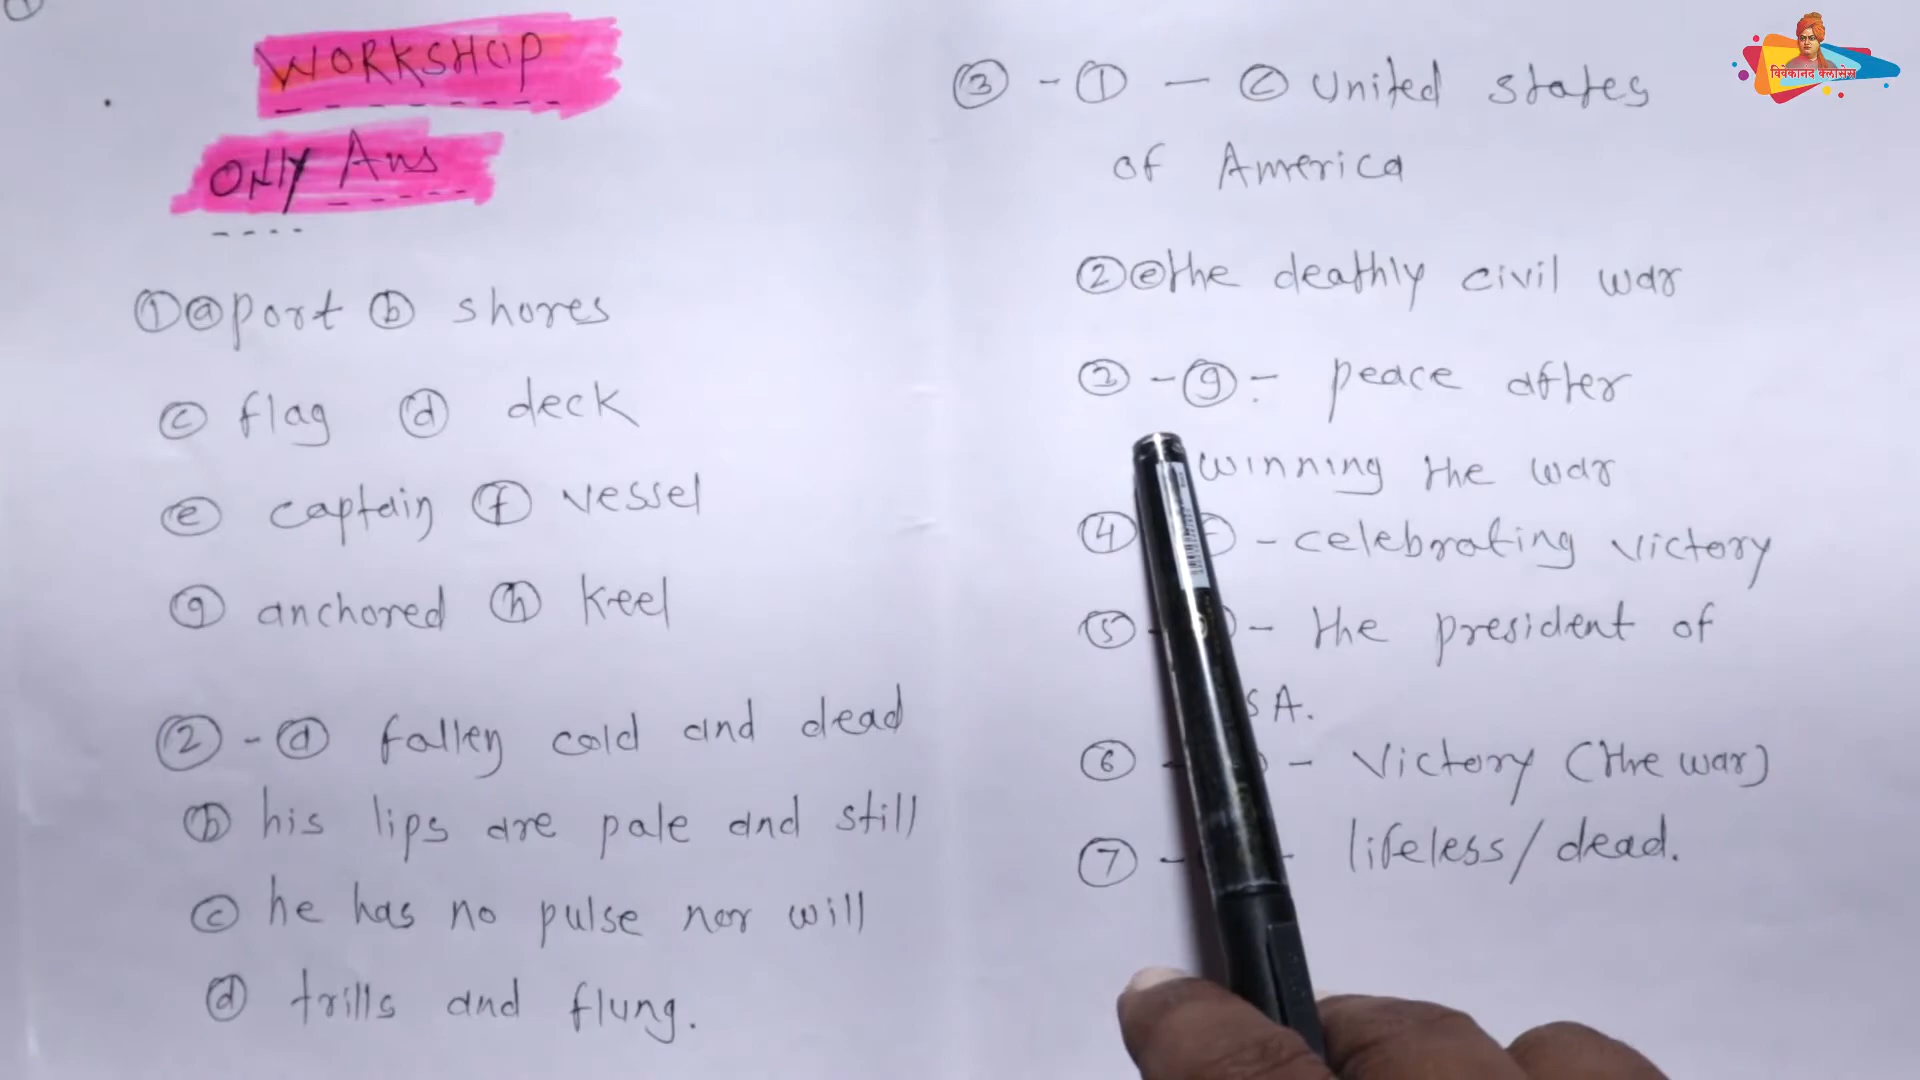 WORKSHOP
ONLY Ans
① ⓐ port ⓑ shores
ⓒ flag ⓓ deck
ⓔ captain ⓕ vessel
ⓖ anchored ⓗ keel
② - ⓐ fallen cold and dead
ⓑ his lips are pale and still
ⓒ he has no pulse nor will
ⓓ trills and flung.
③ - ① - ⓒ United states
of America
② ⓔ the deathly civil war
③ - ⓖ - peace after
winning the war
④ - celebrating victory
⑤ - the president of
SA.
⑥ - - victory (the war)
⑦ - - lifeless/dead.
विवेकानंद क्लासेस